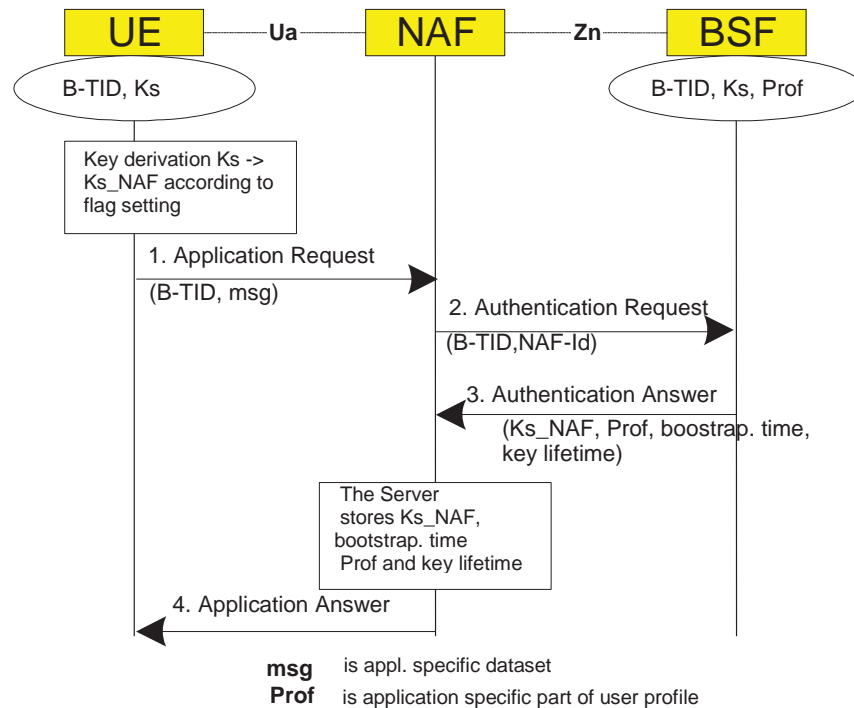 UE
Ua
NAF
Zn
BSF
B-TID, Ks
B-TID, Ks, Prof
Key derivation Ks ->
Ks_NAF according to
flag setting
1. Application Request
(B-TID, msg)
2. Authentication Request
(B-TID,NAF-Id)
3. Authentication Answer
(Ks_NAF, Prof, boostrap. time,
key lifetime)
The Server
stores Ks_NAF,
bootstrap. time
Prof and key lifetime
4. Application Answer
msg is appl. specific dataset
Prof is application specific part of user profile